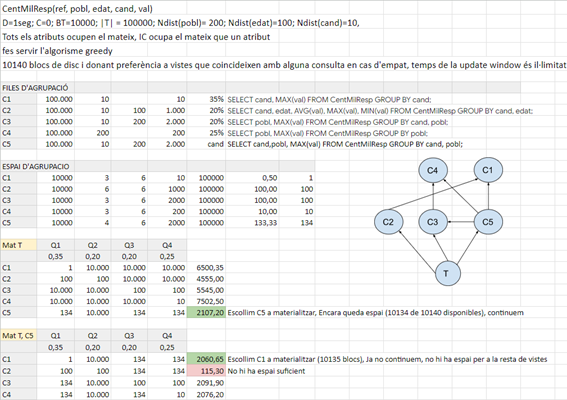 CentMilResp(ref, pobl, edat, cand, val)
D=1seg; C=0; BT=10000; |T| = 100000; Ndist(pobl)= 200; Ndist(edat)=100; Ndist(cand)=10,
Tots els atributs ocupen el mateix, IC ocupa el mateix que un atribut
fes servir l'algorisme greedy
10140 blocs de disc i donant preferència a vistes que coincideixen amb alguna consulta en cas d'empat, temps de la update window és il·limitat
FILES D'AGRUPACIÓ
C1 100.000 10 10 35% SELECT cand, MAX(val) FROM CentMilResp GROUP BY cand;
C2 100.000 10 100 1.000 20% SELECT cand, edat, AVG(val), MAX(val), MIN(val) FROM CentMilResp GROUP BY cand, edat;
C3 100.000 10 200 2.000 20% SELECT pobl, MAX(val) FROM CentMilResp GROUP BY cand, pobl;
C4 100.000 200 200 25% SELECT pobl, MAX(val) FROM CentMilResp GROUP BY pobl;
C5 100.000 10 200 2.000 cand SELECT cand,pobl, MAX(val) FROM CentMilResp GROUP BY cand, pobl;
ESPAI D'AGRUPACIO
C1 10000 3 6 10 100000 0,50 1
C2 10000 6 6 1000 100000 100,00 100
C3 10000 3 6 2000 100000 100,00 100
C4 10000 3 6 200 100000 10,00 10
C5 10000 4 6 2000 100000 133,33 134
C4 C1
C2 C3 C5
T
Mat T Q1 Q2 Q3 Q4
0,35 0,20 0,20 0,25
C1 1 10.000 10.000 10.000 6500,35
C2 100 100 10.000 10.000 4555,00
C3 10.000 10.000 100 100 5545,00
C4 10.000 10.000 10.000 10 7502,50
C5 134 10.000 134 134 2107,20 Escollim C5 a materialitzar, Encara queda espai (10134 de 10140 disponibles), continuem
Mat T, C5 Q1 Q2 Q3 Q4
0,35 0,20 0,20 0,25
C1 1 10.000 134 134 2060,65 Escollim C1 a materialitzar (10135 blocs), Ja no continuem, no hi ha espai per a la resta de vistes
C2 100 100 134 134 115,30 No hi ha espai suficient
C3 134 10.000 100 100 2091,90
C4 134 10.000 134 10 2076,20